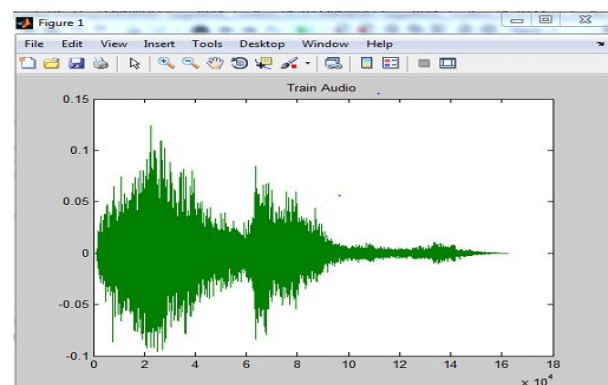 Figure 1
File Edit View Insert Tools Desktop Window Help
Train Audio
0.15
0.1
0.05
0
-0.05
-0.1
0 2 4 6 8 10 12 14 16 18
x 10^4